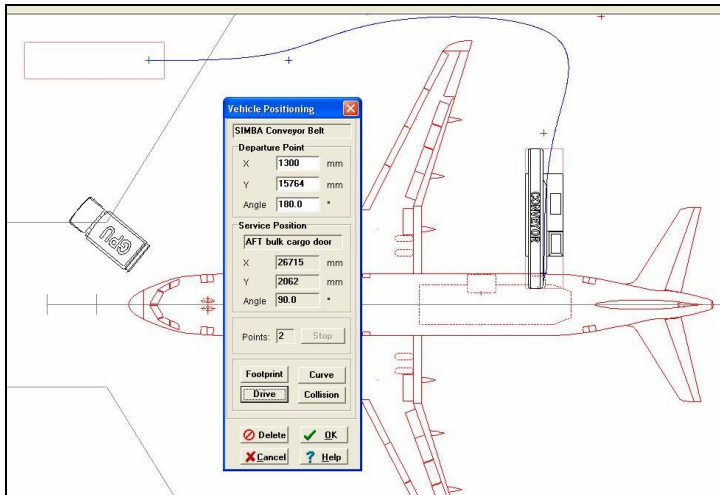 Vehicle Positioning
SIMBA Conveyor Belt
Departure Point
X 1300 mm
Y 15764 mm
Angle 180.0 °
Service Position
AFT bulk cargo door
X 26715 mm
Y 2062 mm
Angle 90.0 °
Points: 2 Stop
Footprint Curve
Drive Collision
Delete OK
Cancel ? Help
GPU
CONVEYOR